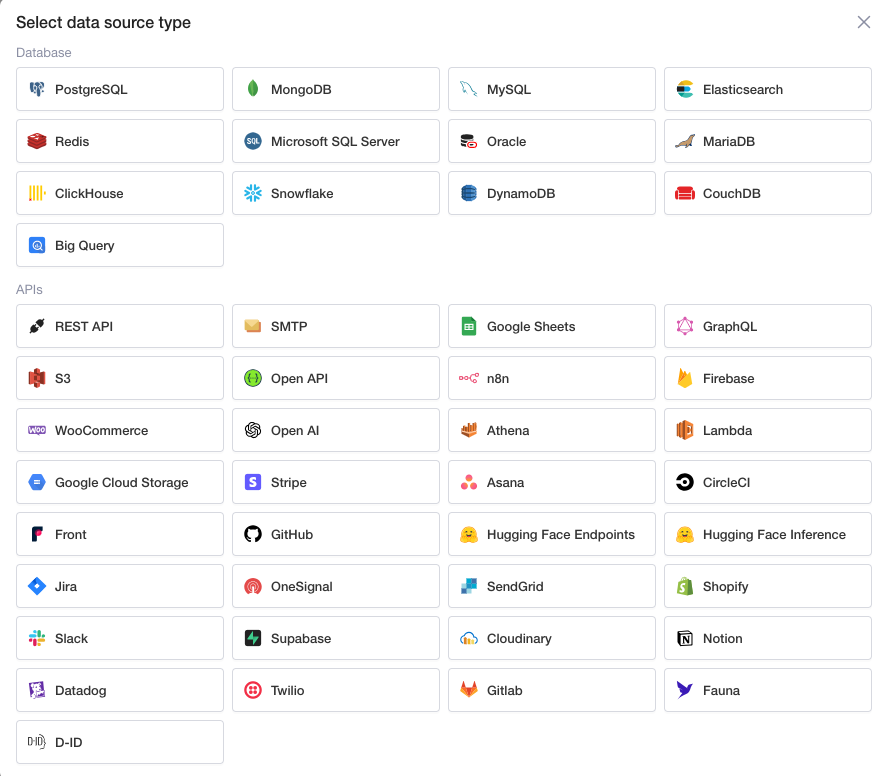 Select data source type
Database
PostgreSQL
MongoDB
MySQL
Elasticsearch
Redis
SQL Microsoft SQL Server
Oracle
MariaDB
ClickHouse
Snowflake
DynamoDB
CouchDB
Big Query
APIs
REST API
SMTP
Google Sheets
GraphQL
S3
Open API
n8n
Firebase
Woo WooCommerce
Open AI
Athena
Lambda
Google Cloud Storage
S Stripe
Asana
CircleCI
Front
GitHub
Hugging Face Endpoints
Hugging Face Inference
Jira
OneSignal
SendGrid
S Shopify
Slack
Supabase
Cloudinary
N Notion
Datadog
Twilio
Gitlab
Fauna
D-ID D-ID